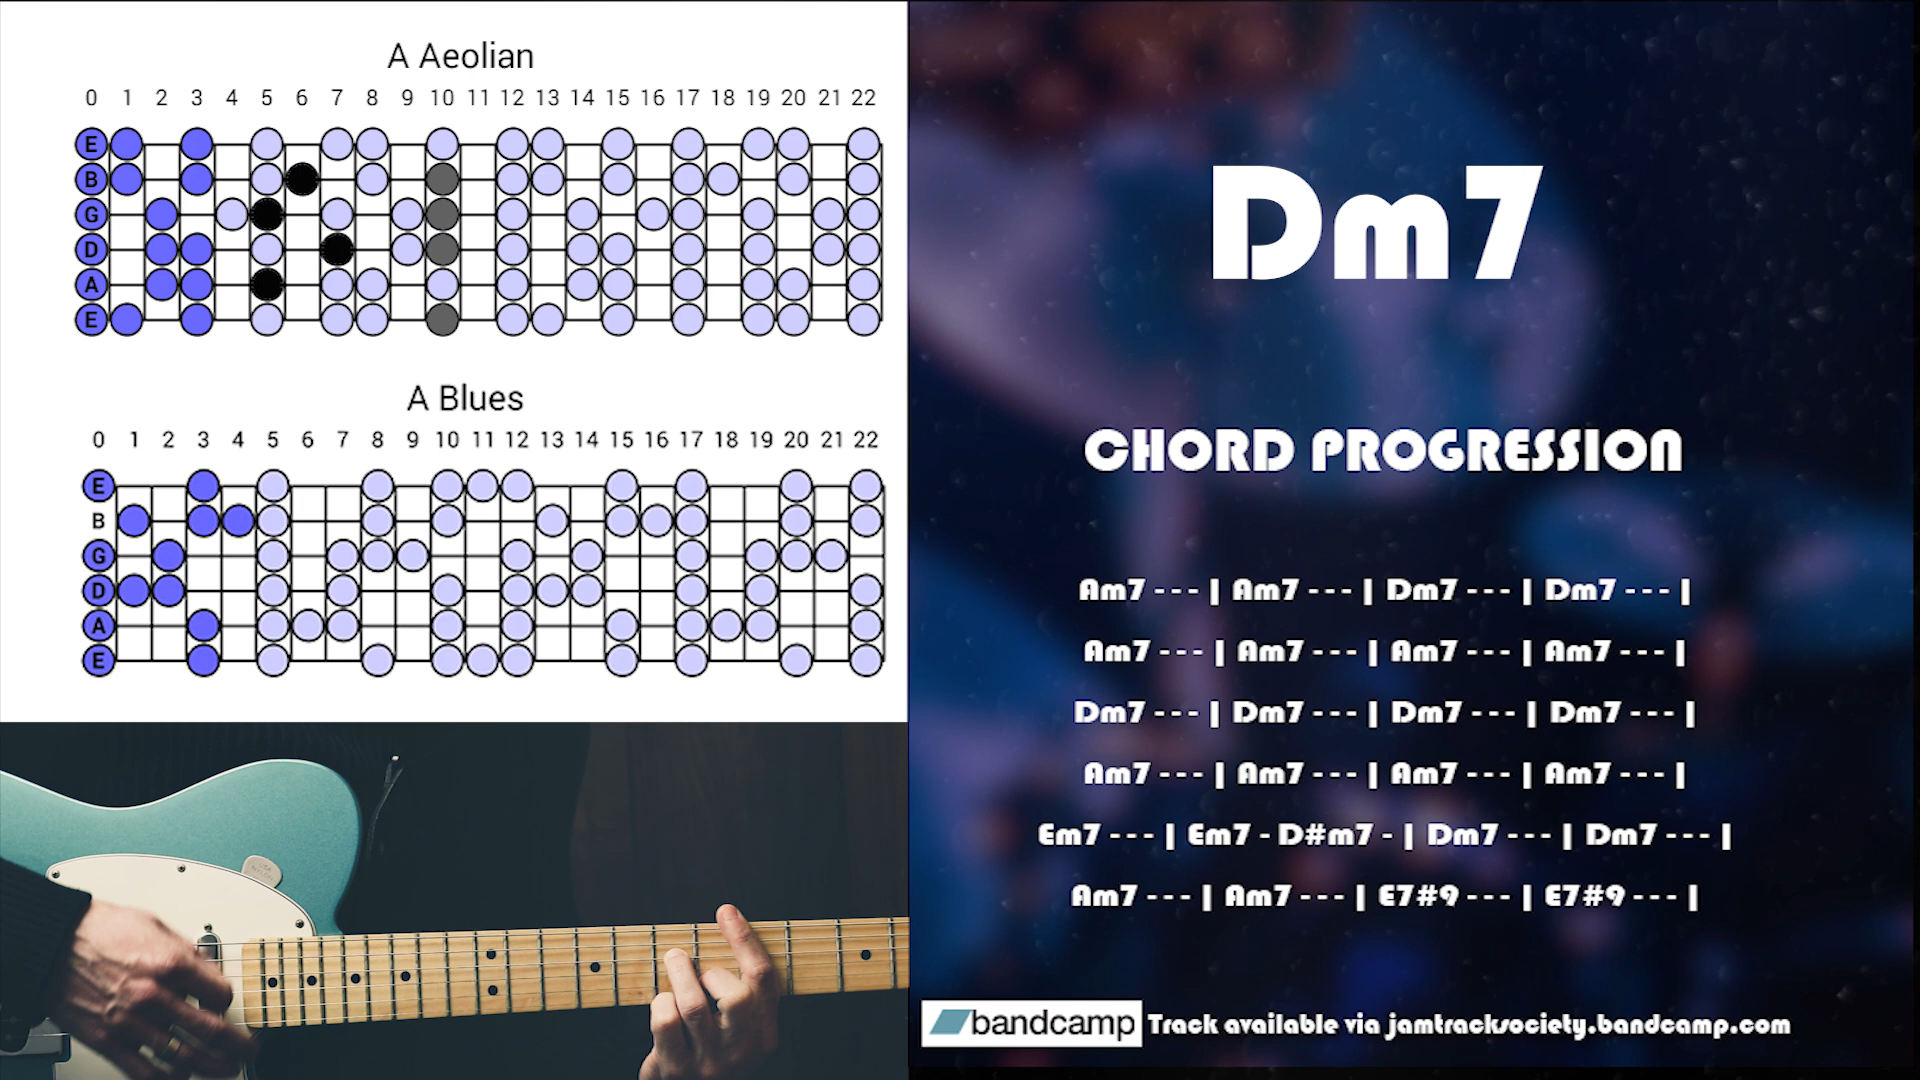 A Aeolian
0 1 2 3 4 5 6 7 8 9 10 11 12 13 14 15 16 17 18 19 20 21 22
E
B
G
D
A
E
A Blues
0 1 2 3 4 5 6 7 8 9 10 11 12 13 14 15 16 17 18 19 20 21 22
E
B
G
D
A
E
Dm7
CHORD PROGRESSION
Am7 --- | Am7 --- | Dm7 --- | Dm7 --- |
Am7 --- | Am7 --- | Am7 --- | Am7 --- |
Dm7 --- | Dm7 --- | Dm7 --- | Dm7 --- |
Am7 --- | Am7 --- | Am7 --- | Am7 --- |
Em7 --- | Em7 - D#m7 - | Dm7 --- | Dm7 --- |
Am7 --- | Am7 --- | E7#9 --- | E7#9 --- |
bandcamp Track available via jamtracksociety.bandcamp.com